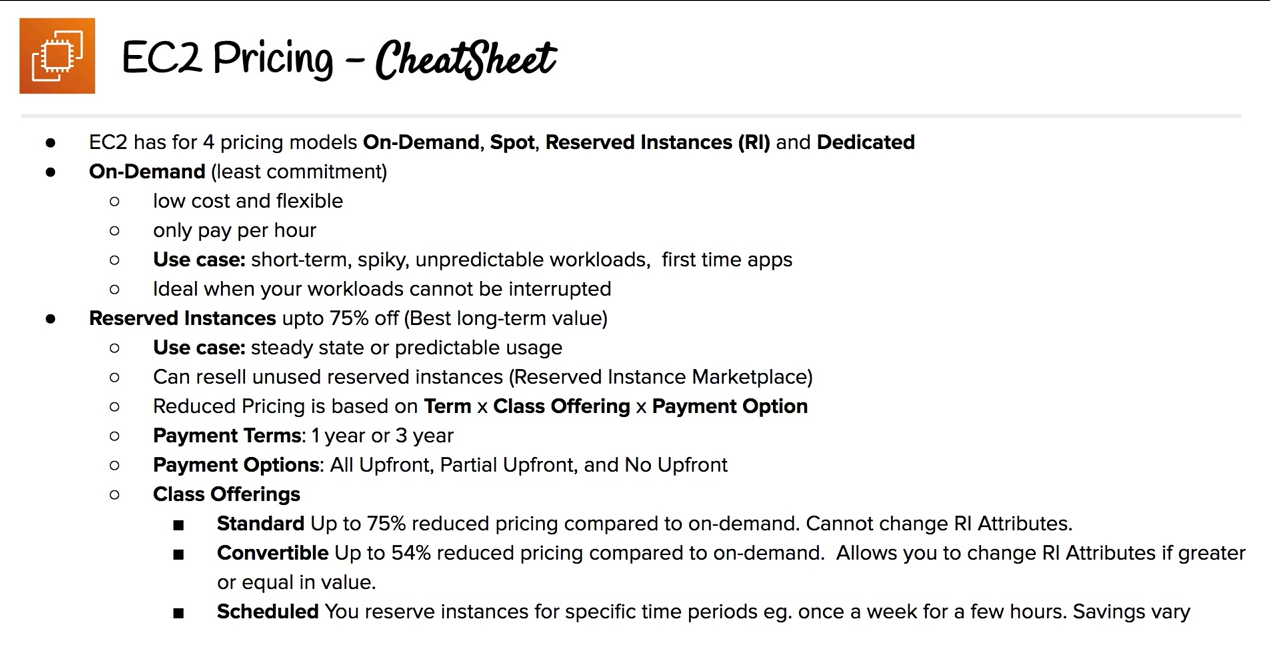 EC2 Pricing – CheatSheet
● EC2 has for 4 pricing models On-Demand, Spot, Reserved Instances (RI) and Dedicated
● On-Demand (least commitment)
○ low cost and flexible
○ only pay per hour
○ Use case: short-term, spiky, unpredictable workloads,  first time apps
○ Ideal when your workloads cannot be interrupted
● Reserved Instances upto 75% off (Best long-term value)
○ Use case: steady state or predictable usage
○ Can resell unused reserved instances (Reserved Instance Marketplace)
○ Reduced Pricing is based on Term x Class Offering x Payment Option
○ Payment Terms: 1 year or 3 year
○ Payment Options: All Upfront, Partial Upfront, and No Upfront
○ Class Offerings
■ Standard Up to 75% reduced pricing compared to on-demand. Cannot change RI Attributes.
■ Convertible Up to 54% reduced pricing compared to on-demand.  Allows you to change RI Attributes if greater
or equal in value.
■ Scheduled You reserve instances for specific time periods eg. once a week for a few hours. Savings vary